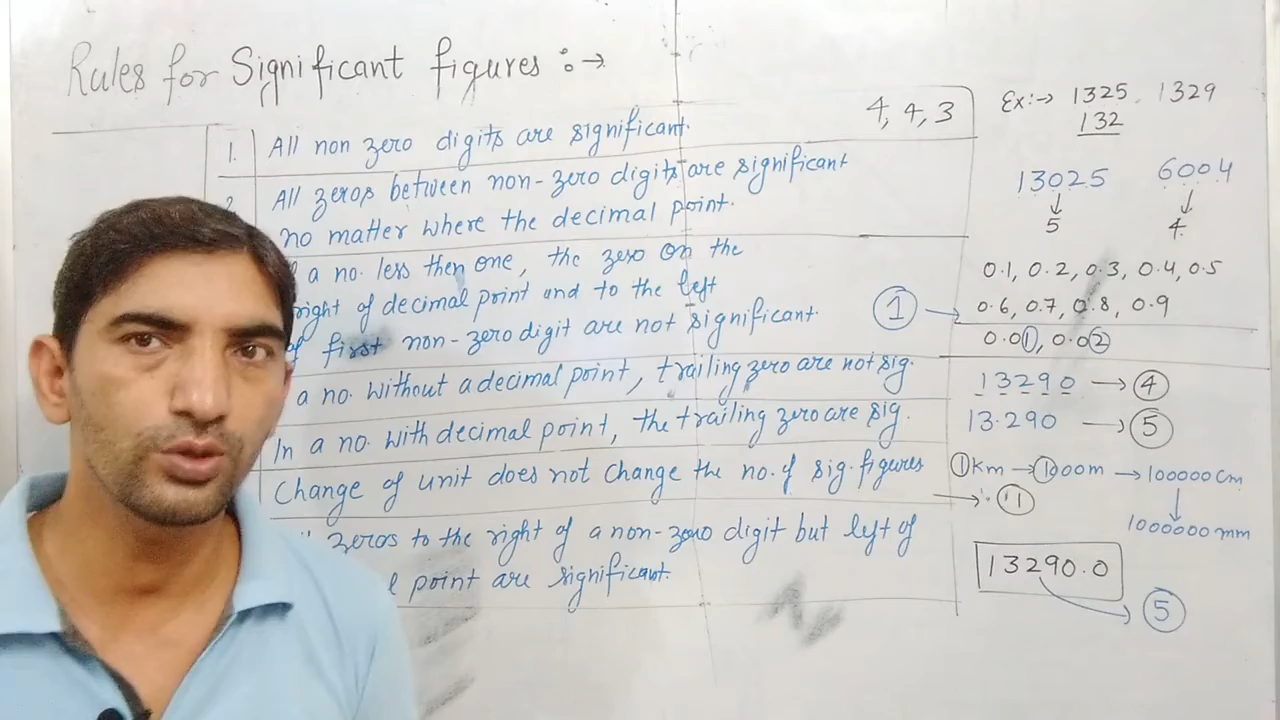 Rules for Significant figures :→
1. All non zero digits are significant.
4, 4, 3
2. All zeros between non-zero digits are significant
no matter where the decimal point.
a no. less then one, the zero on the
right of decimal point and to the left
of first non-zero digit are not significant.
a no. without a decimal point, trailing zero are not sig.
In a no. with decimal point, the trailing zero are sig.
Change of unit does not change the no. of sig. figures
zeros to the right of a non-zero digit but left of
point are significant.
Ex:→ 1325, 1329
132
13025 6004
↓ ↓
5 4
0.1, 0.2, 0.3, 0.4, 0.5
1 → 0.6, 0.7, 0.8, 0.9
0.01, 0.02
13290 → 4
13.290 → 5
1km → 1000m → 100000cm
→ 1
↓
1000000mm
13290.0
5